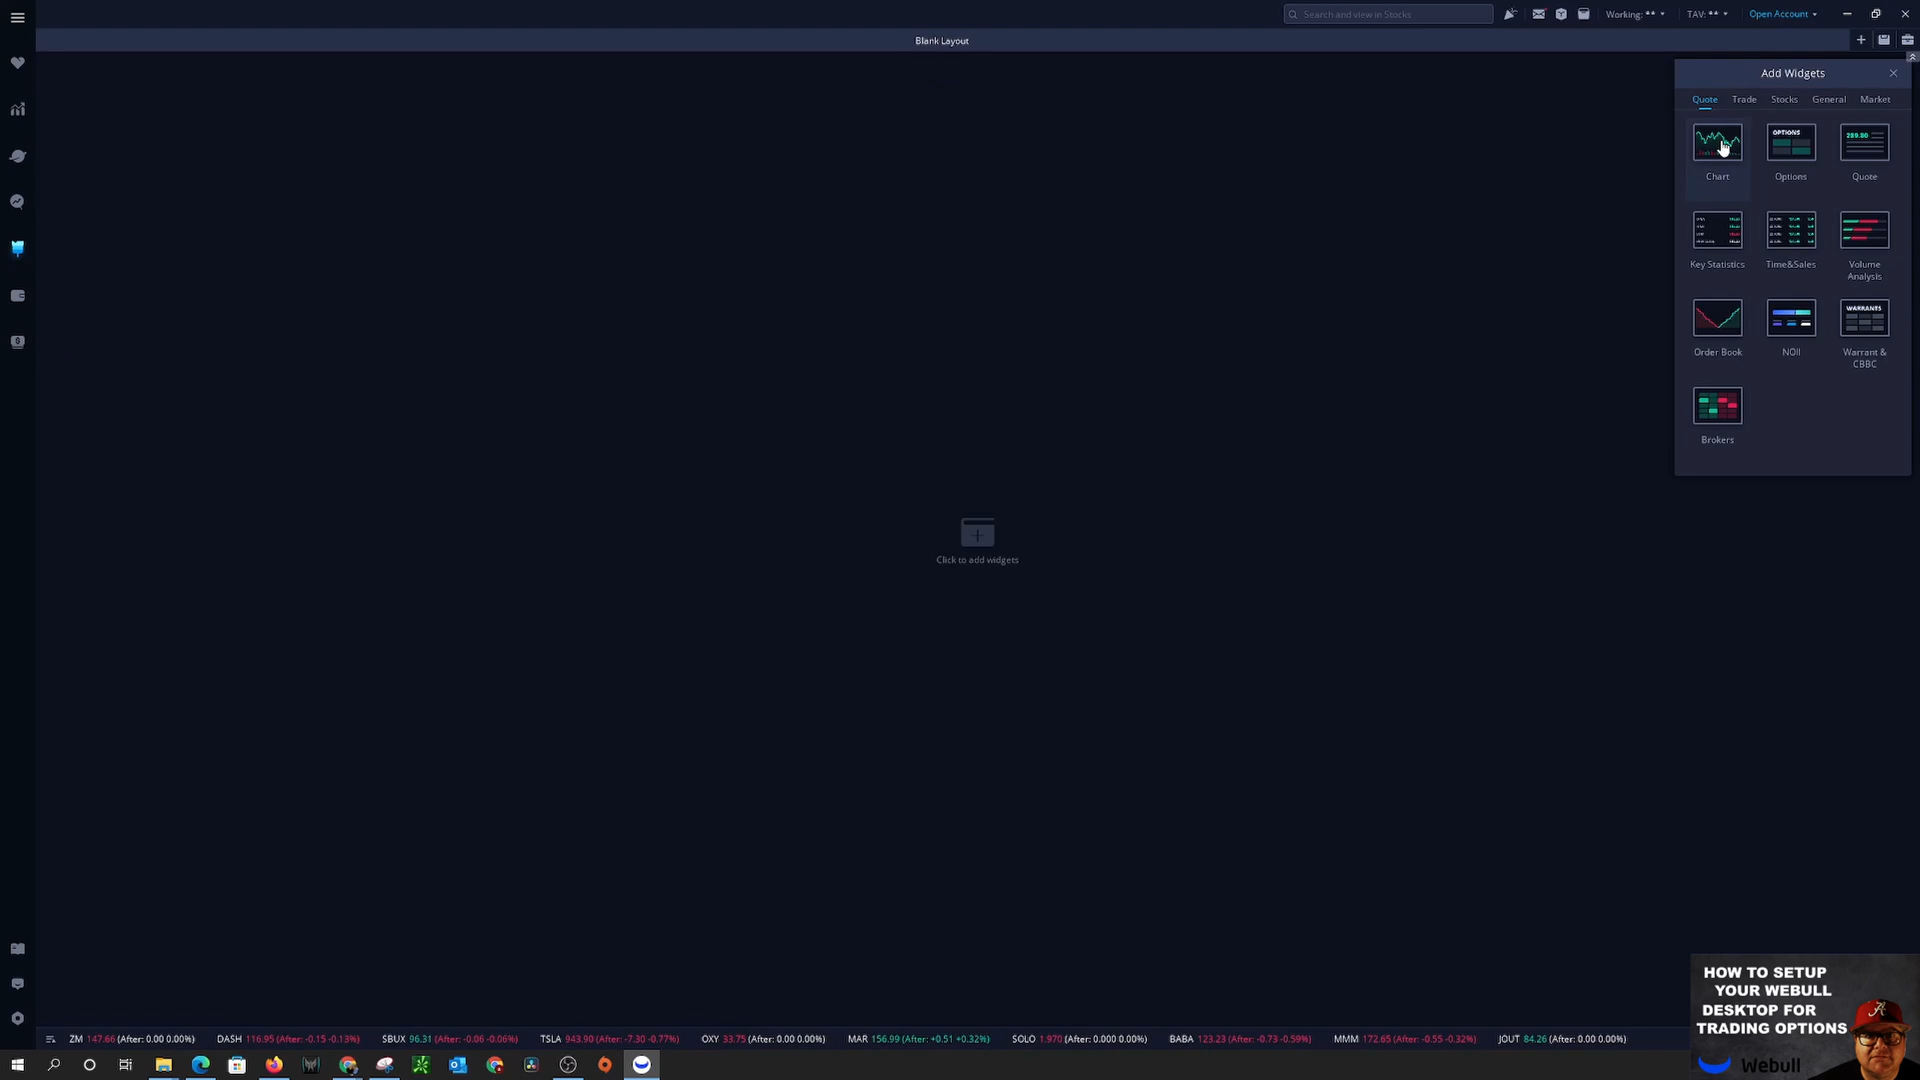 Search and view in Stocks
Working: **
TAV: **
Open Account
Blank Layout
Add Widgets
Quote Trade Stocks General Market
OPTIONS
289.80
Chart Options Quote
Key Statistics Time&Sales Volume Analysis
WARRANTS
Order Book NOII Warrant & CBBC
Brokers
Click to add widgets
HOW TO SETUP
YOUR WEBULL
DESKTOP FOR
TRADING OPTIONS
Webull
ZM 147.66 (After: 0.00 0.00%) DASH 116.95 (After: -0.15 -0.13%) SBUX 96.31 (After: -0.06 -0.06%) TSLA 943.90 (After: -7.30 -0.77%) OXY 33.75 (After: 0.00 0.00%) MAR 156.99 (After: +0.51 +0.32%) SOLO 1.970 (After: 0.000 0.00%) BABA 123.23 (After: -0.73 -0.59%) MMM 172.65 (After: -0.55 -0.32%) JOUT 84.26 (After: 0.00 0.00%)